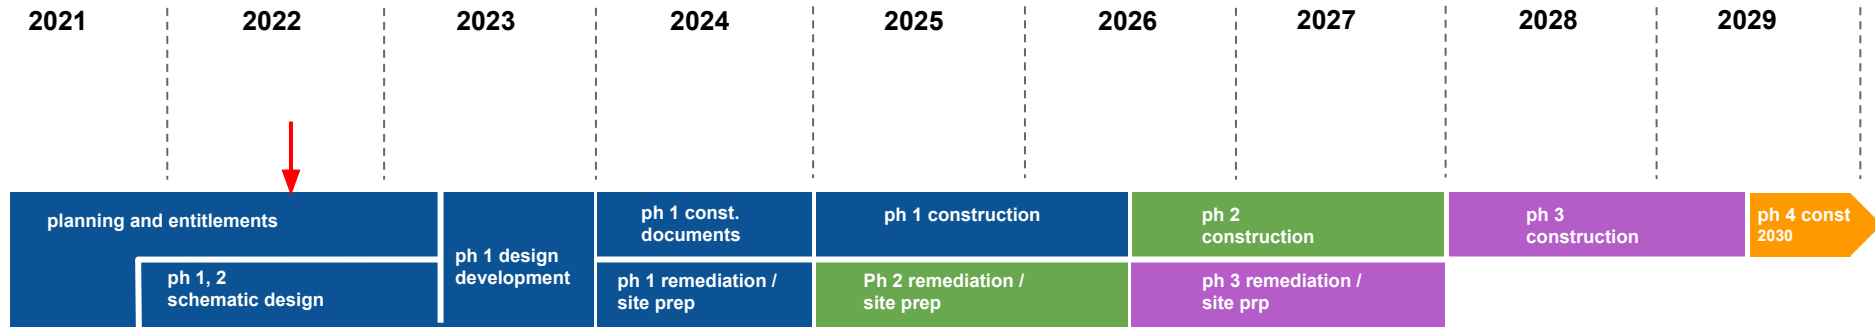 2021 2022 2023 2024 2025 2026 2027 2028 2029
planning and entitlements
ph 1, 2
schematic design
ph 1 design
development
ph 1 const.
documents
ph 1 remediation /
site prep
ph 1 construction
Ph 2 remediation /
site prep
ph 2
construction
ph 3 remediation /
site prp
ph 3
construction
ph 4 const
2030